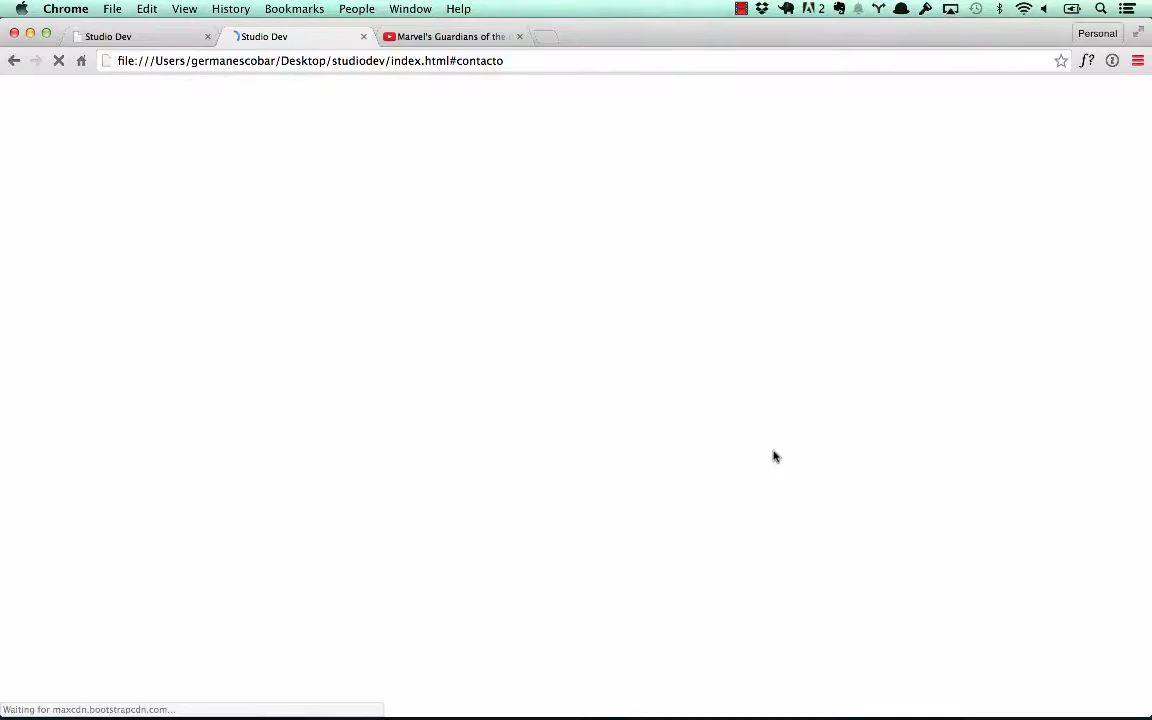 Chrome File Edit View History Bookmarks People Window Help 2
Studio Dev Studio Dev Marvel's Guardians of the Personal
file:///Users/germanescobar/Desktop/studiodev/index.html#contacto f?
Waiting for maxcdn.bootstrapcdn.com...